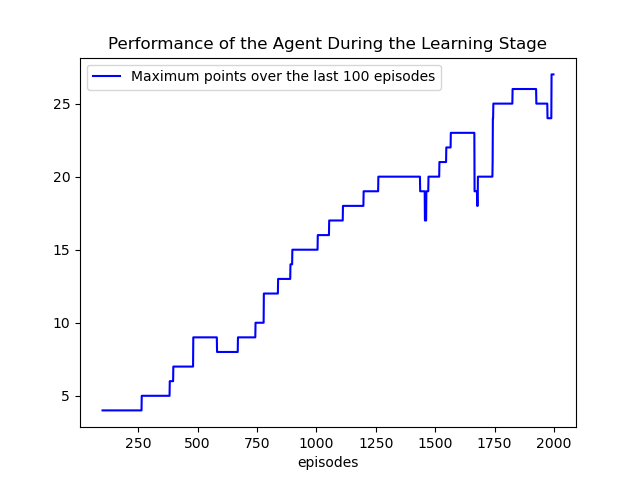 Performance of the Agent During the Learning Stage
Maximum points over the last 100 episodes
25
20
15
10
5
250 500 750 1000 1250 1500 1750 2000
episodes